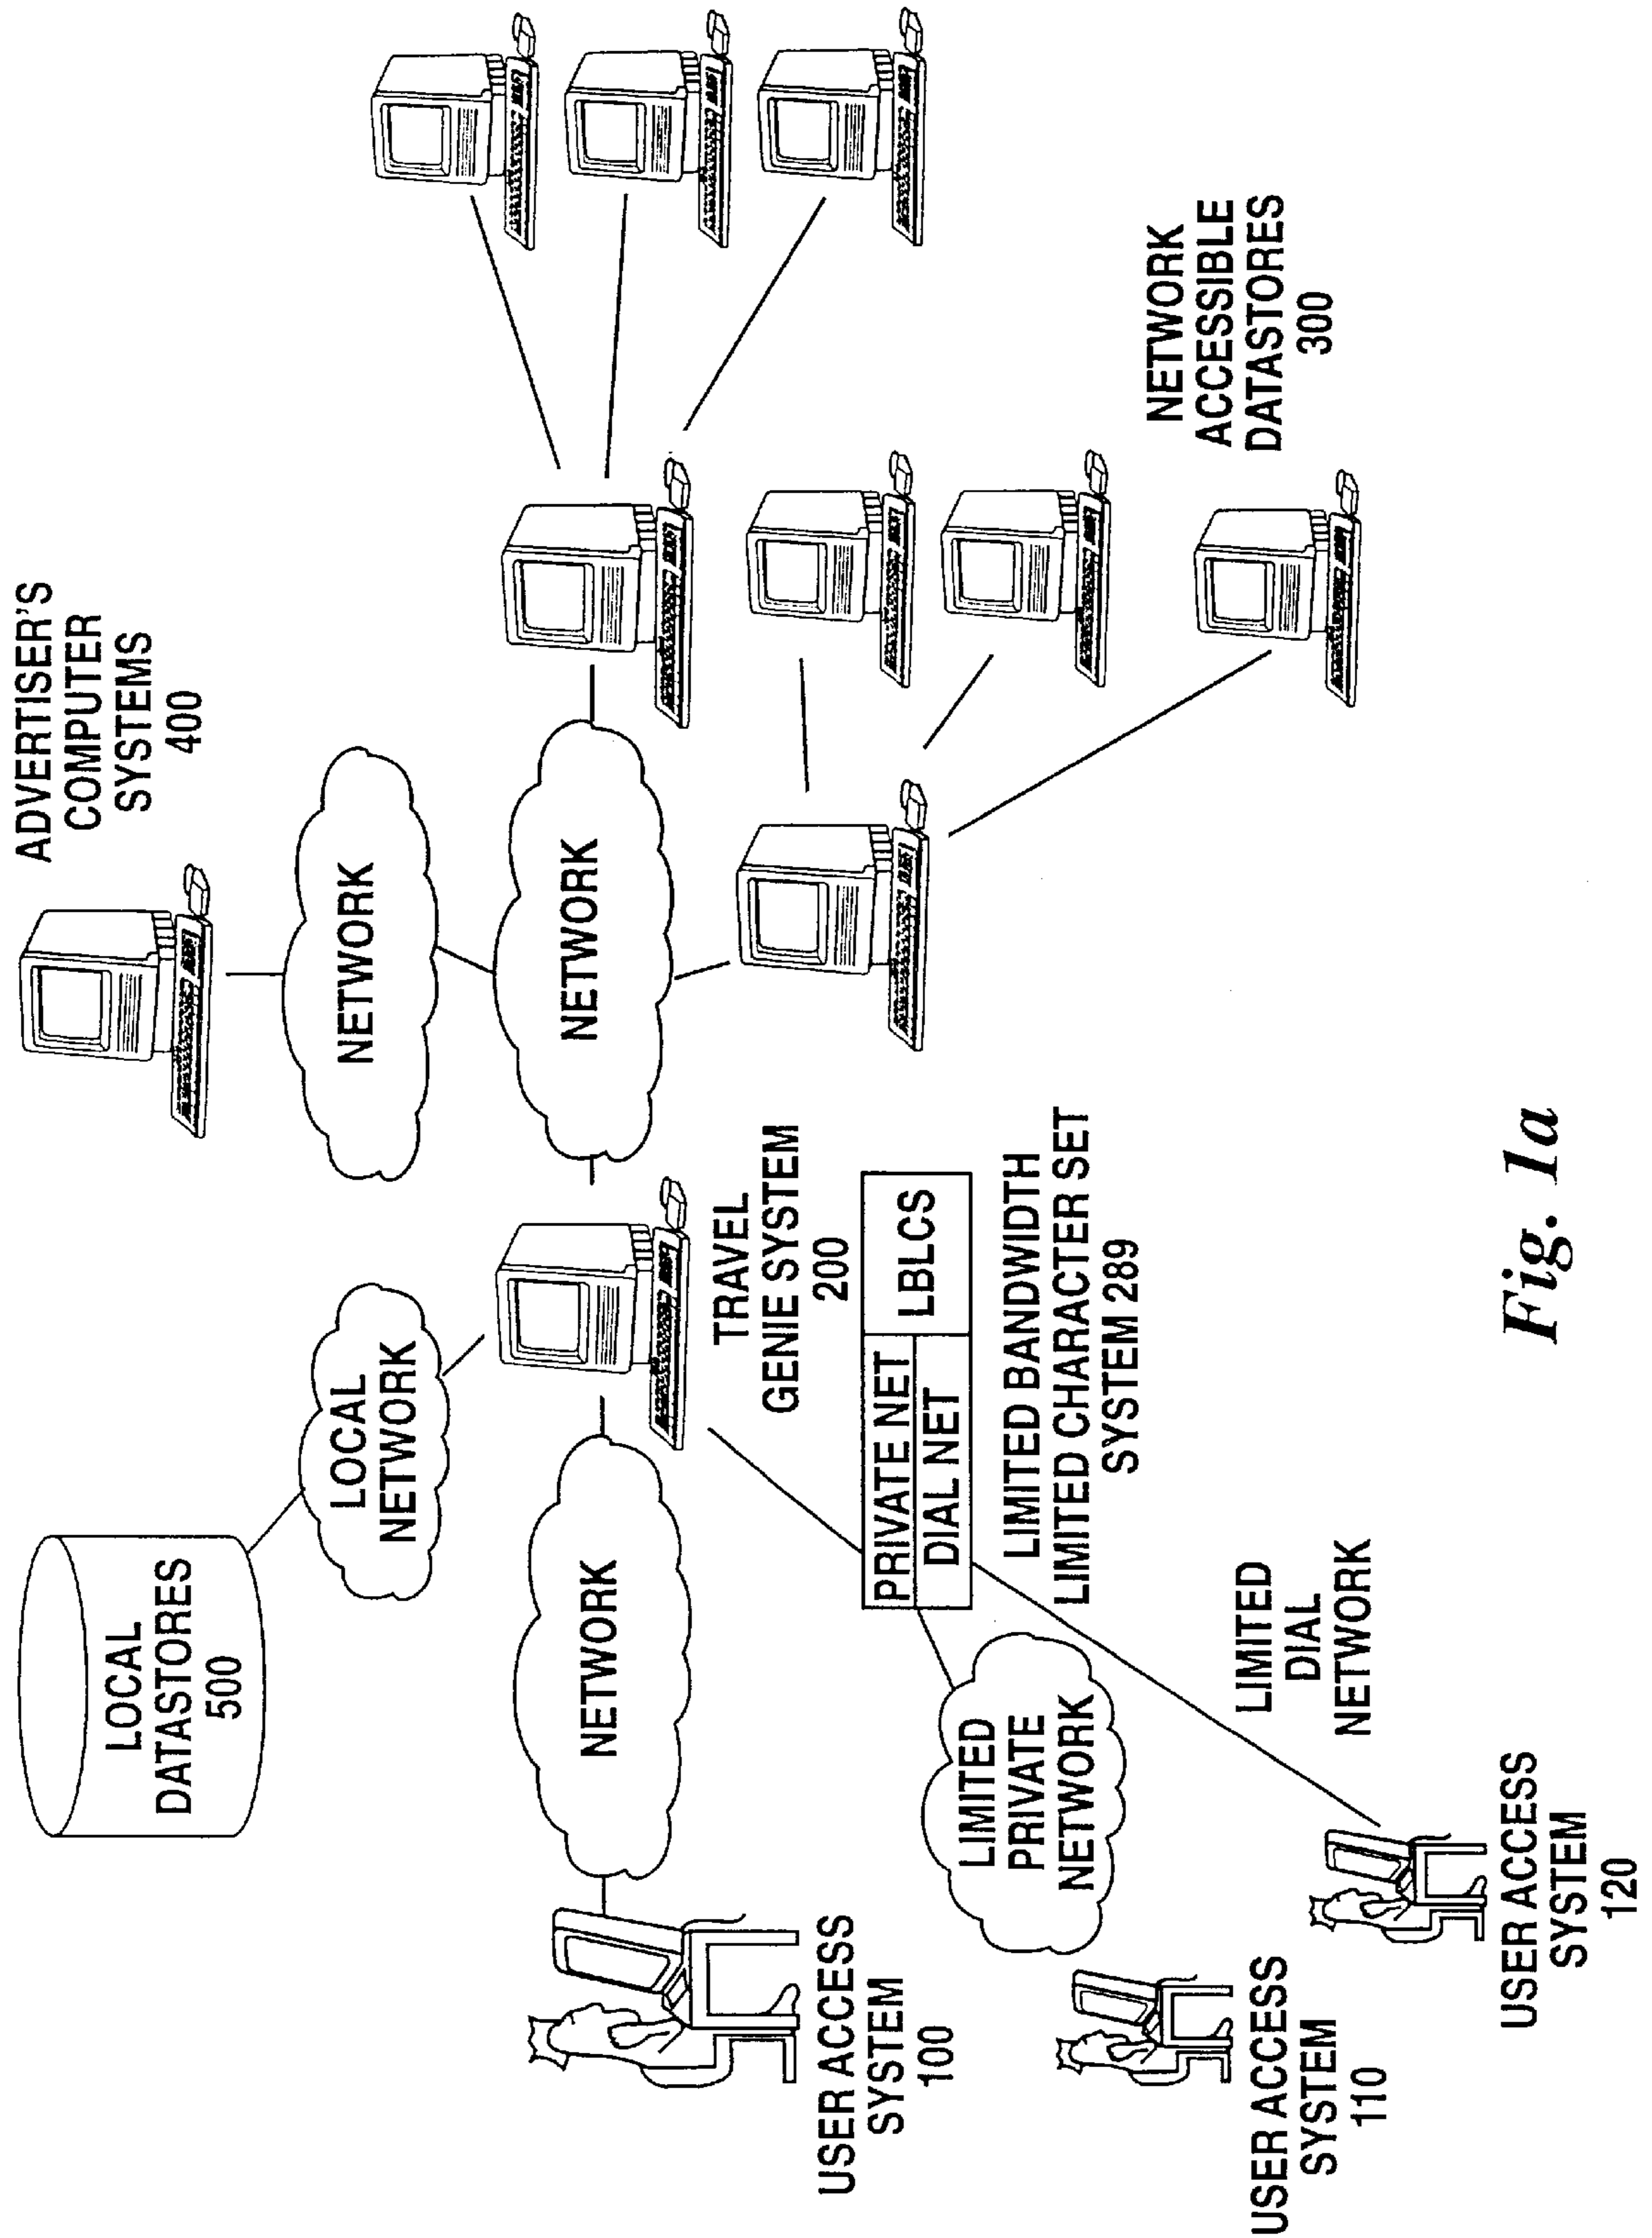 LOCAL
DATASTORES
500
ADVERTISER'S
COMPUTER
SYSTEMS
400
LOCAL
NETWORK
NETWORK
NETWORK
NETWORK
USER ACCESS
SYSTEM
100
TRAVEL
GENIE SYSTEM
200
PRIVATE NET
DIAL NET
LBLCS
LIMITED BANDWIDTH
LIMITED CHARACTER SET
SYSTEM 289
LIMITED
PRIVATE
NETWORK
NETWORK
ACCESSIBLE
DATASTORES
300
USER ACCESS
SYSTEM
110
LIMITED
DIAL
NETWORK
USER ACCESS
SYSTEM
120
Fig. 1a